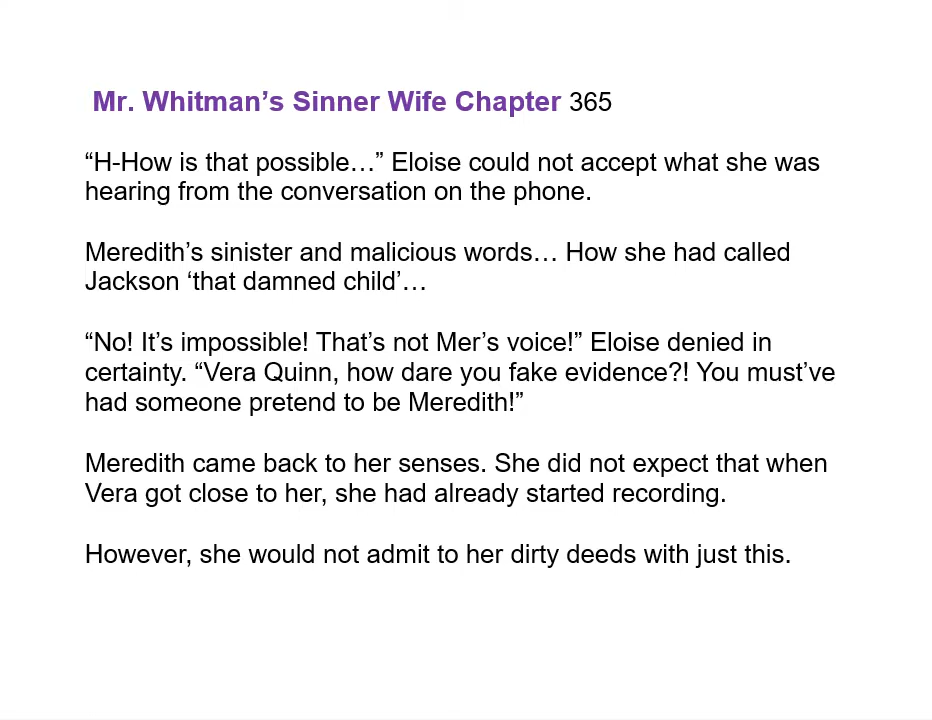 Mr. Whitman’s Sinner Wife Chapter 365
“H-How is that possible…” Eloise could not accept what she was
hearing from the conversation on the phone.
Meredith’s sinister and malicious words… How she had called
Jackson ‘that damned child’…
“No! It’s impossible! That’s not Mer’s voice!” Eloise denied in
certainty. “Vera Quinn, how dare you fake evidence?! You must’ve
had someone pretend to be Meredith!”
Meredith came back to her senses. She did not expect that when
Vera got close to her, she had already started recording.
However, she would not admit to her dirty deeds with just this.